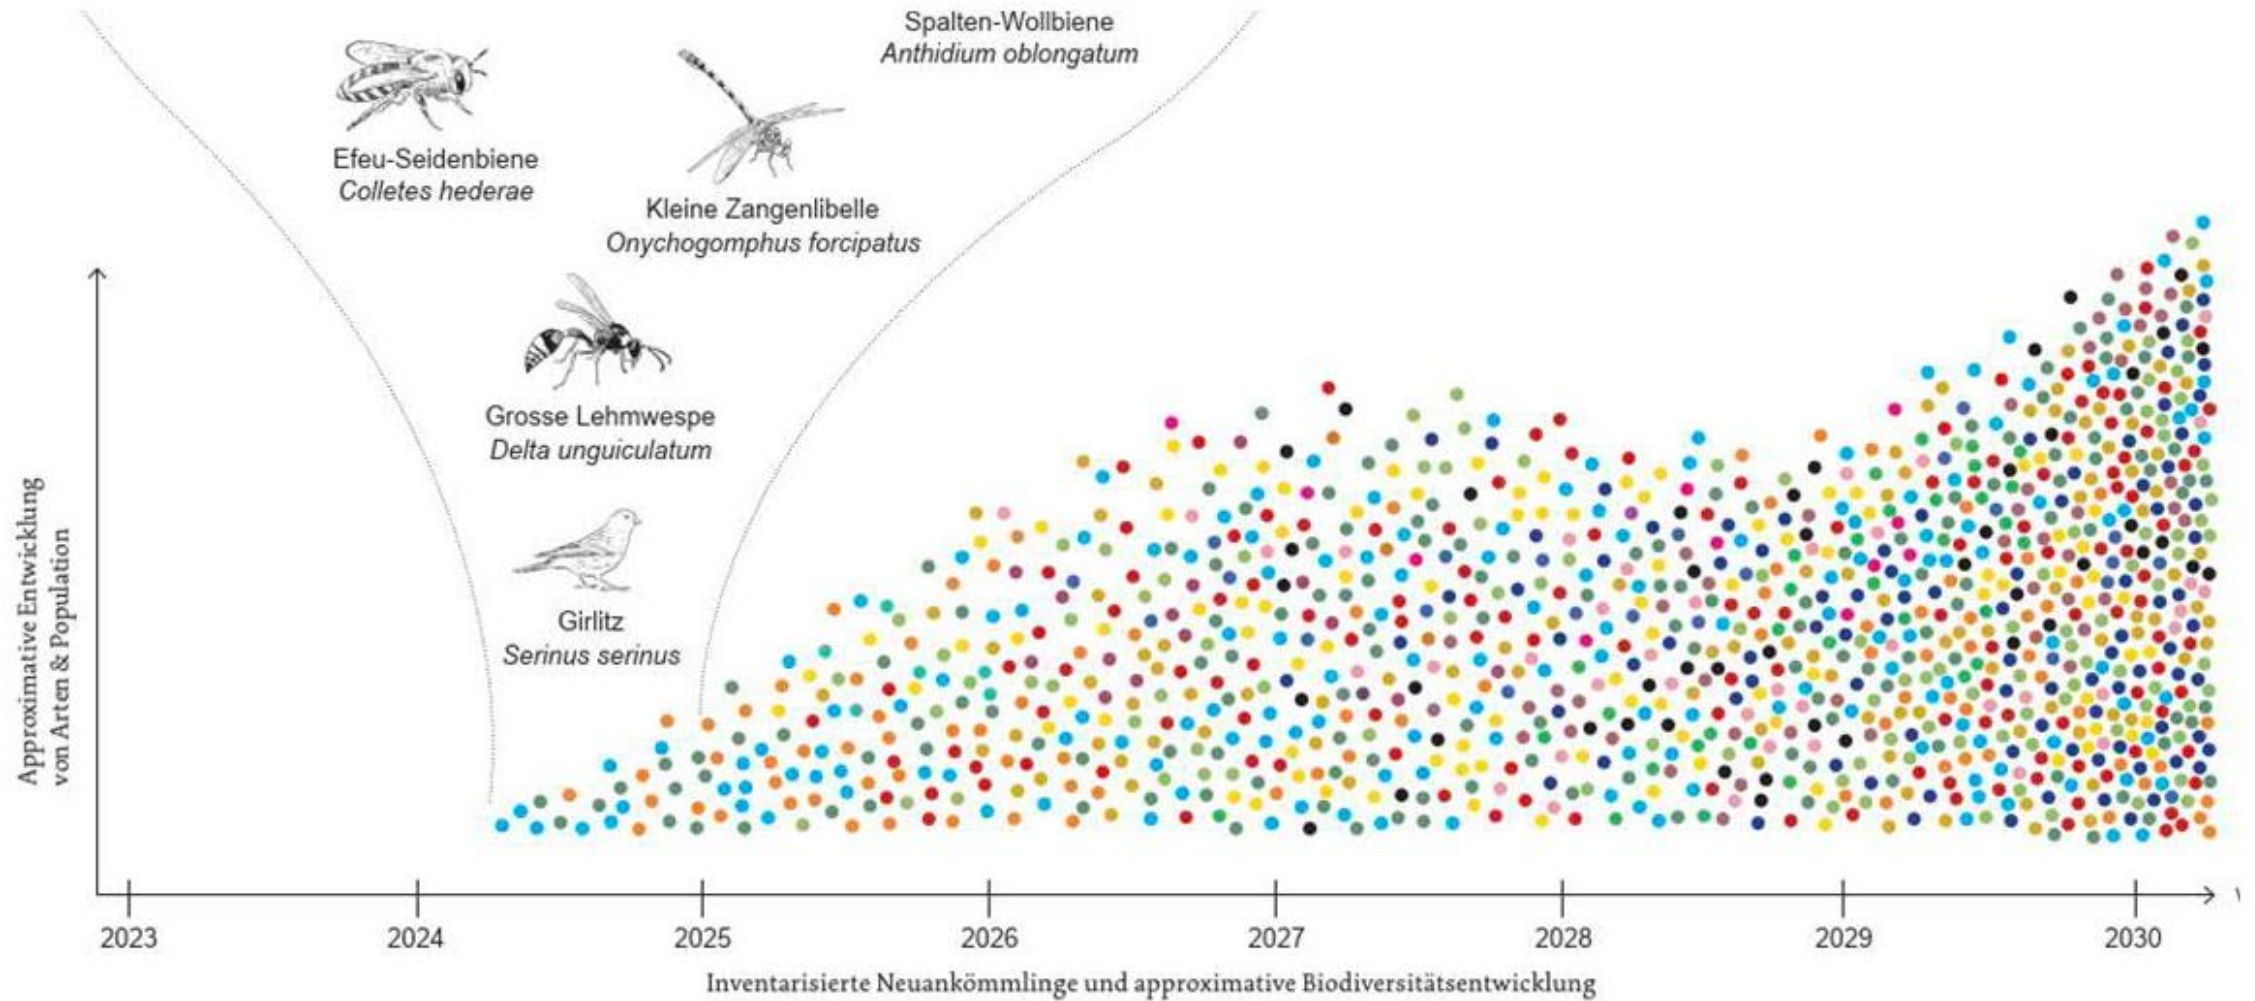 Spalten-Wollbiene
Anthidium oblongatum
Efeu-Seidenbiene
Colletes hederae
Kleine Zangenlibelle
Onychogomphus forcipatus
Grosse Lehmwespe
Delta unguiculatum
Girlitz
Serinus serinus
Approximative Entwicklung
von Arten & Population
2023 2024 2025 2026 2027 2028 2029 2030
Inventarisierte Neuankömmlinge und approximative Biodiversitätsentwicklung